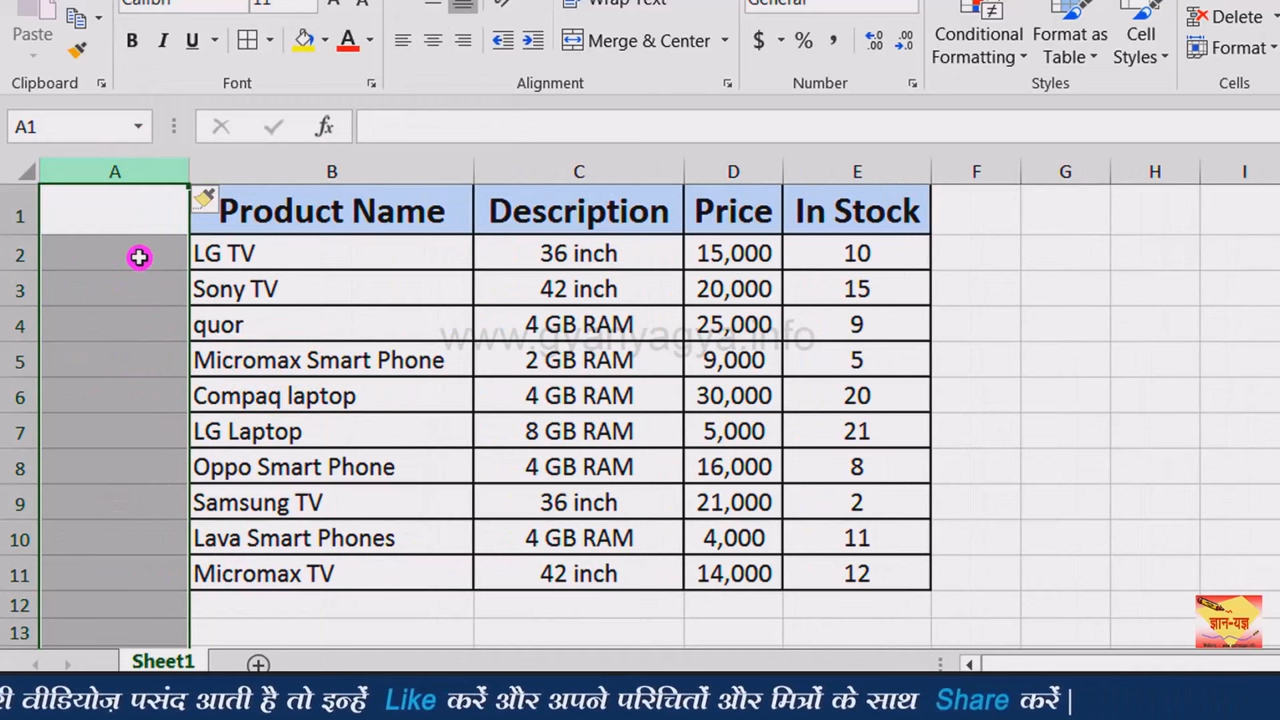 Calibri 11 Wrap Text General
Paste B I U Merge & Center $ % , Conditional Formatting Format as Table Cell Styles Delete Format
Clipboard Font Alignment Number Styles Cells
A1 fx
A B C D E F G H I
1 Product Name Description Price In Stock
2 LG TV 36 inch 15,000 10
3 Sony TV 42 inch 20,000 15
4 quor 4 GB RAM 25,000 9
www.gyanyagya.info
5 Micromax Smart Phone 2 GB RAM 9,000 5
6 Compaq laptop 4 GB RAM 30,000 20
7 LG Laptop 8 GB RAM 5,000 21
8 Oppo Smart Phone 4 GB RAM 16,000 8
9 Samsung TV 36 inch 21,000 2
10 Lava Smart Phones 4 GB RAM 4,000 11
11 Micromax TV 42 inch 14,000 12
12
13
ज्ञान-यज्ञ
Sheet1
री वीडियोज़ पसंद आती है तो इन्हें Like करें और अपने परिचितों और मित्रों के साथ Share करें |